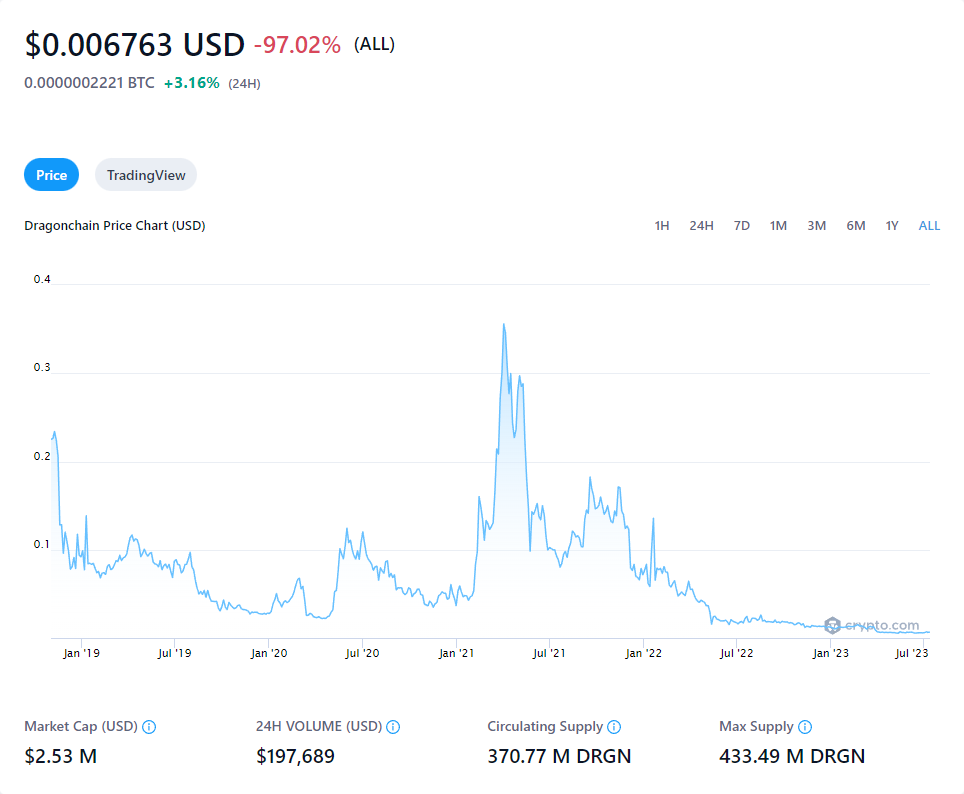 $0.006763 USD -97.02% (ALL)
0.0000002221 BTC +3.16% (24H)
Price TradingView
Dragonchain Price Chart (USD) 1H 24H 7D 1M 3M 6M 1Y ALL
0.4
0.3
0.2
0.1
crypto.com
Jan '19 Jul '19 Jan '20 Jul '20 Jan '21 Jul '21 Jan '22 Jul '22 Jan '23 Jul '23
Market Cap (USD) 24H VOLUME (USD) Circulating Supply Max Supply
$2.53 M $197,689 370.77 M DRGN 433.49 M DRGN